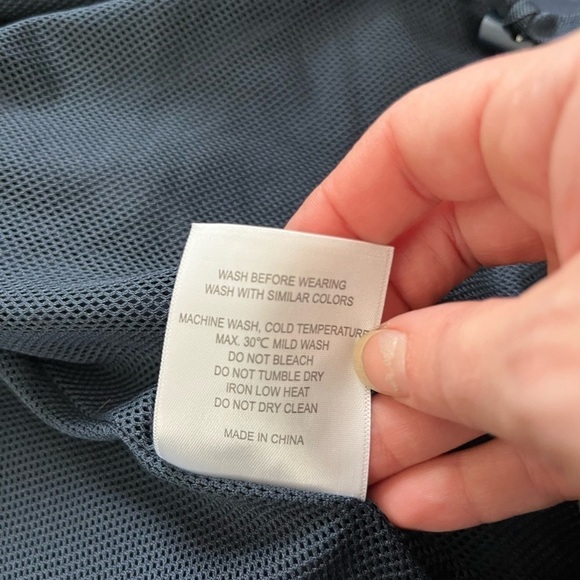 WASH BEFORE WEARING
WASH WITH SIMILAR COLORS
MACHINE WASH, COLD TEMPERATURE
MAX. 30℃ MILD WASH
DO NOT BLEACH
DO NOT TUMBLE DRY
IRON LOW HEAT
DO NOT DRY CLEAN
MADE IN CHINA